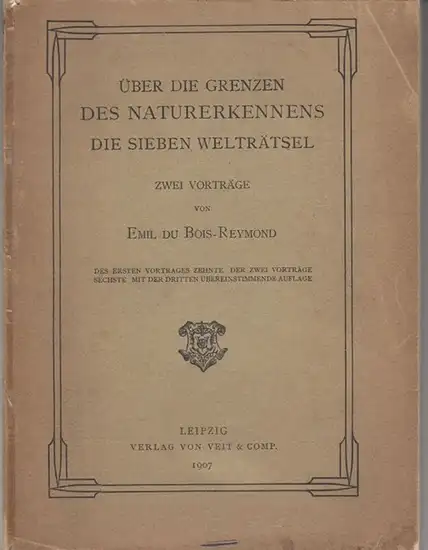 ÜBER DIE GRENZEN
DES NATURERKENNENS
DIE SIEBEN WELTRÄTSEL
ZWEI VORTRÄGE
VON
EMIL DU BOIS-REYMOND
DES ERSTEN VORTRAGES ZEHNTE, DER ZWEI VORTRÄGE
SECHSTE MIT DER DRITTEN ÜBEREINSTIMMENDE AUFLAGE
LEIPZIG
VERLAG VON VEIT & COMP.
1907